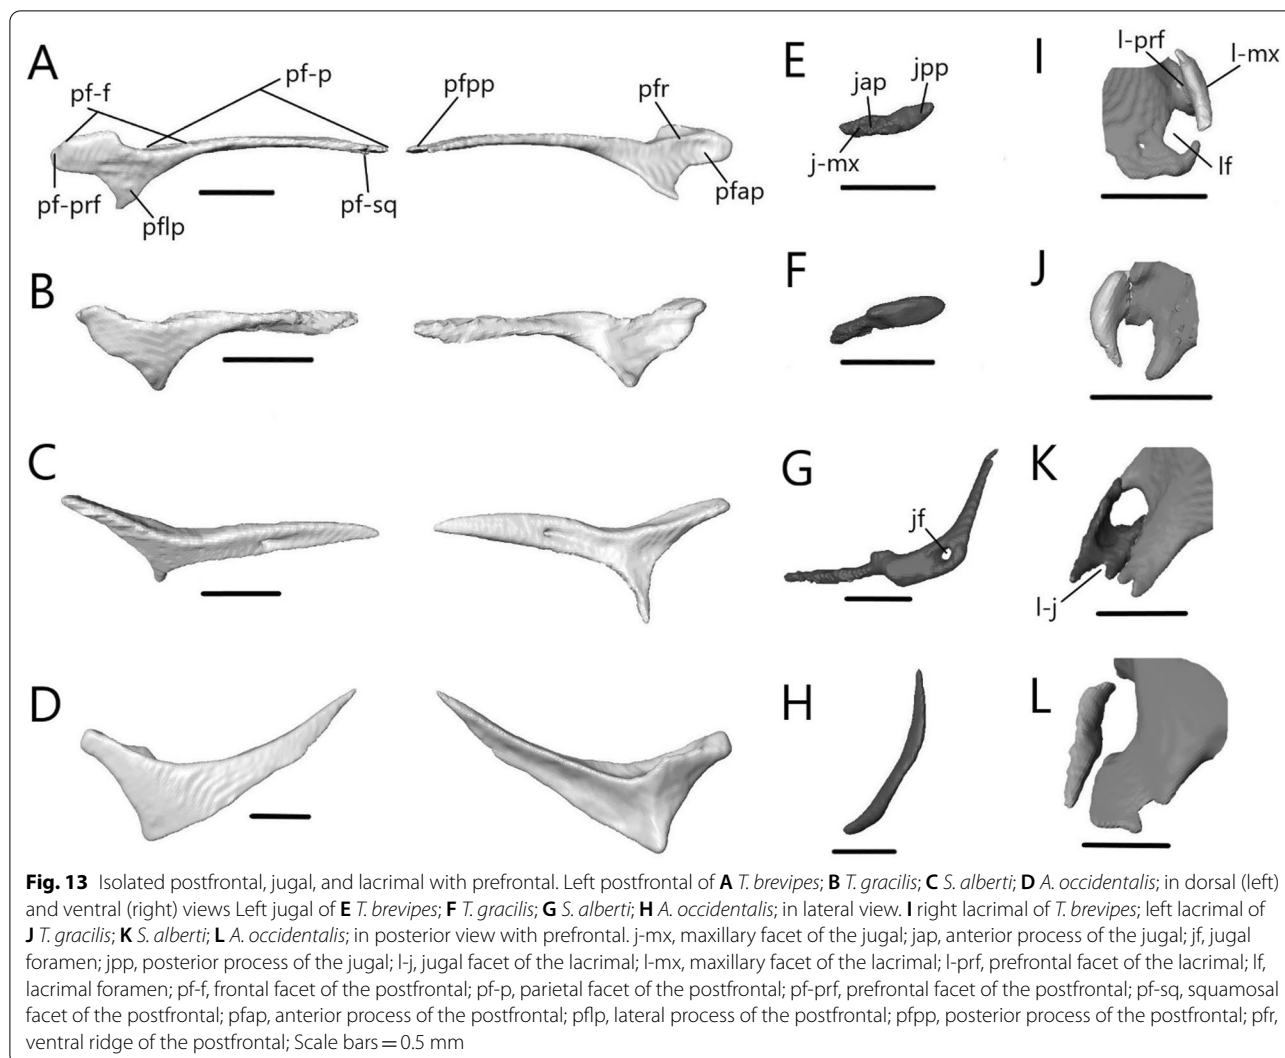 A
pf-f
pf-p
pf-prf
pflp
pf-sq
pfpp
pfr
pfap
E
jap
jpp
j-mx
I
l-prf
l-mx
lf
B
F
J
C
G
jf
K
l-j
D
H
L
Fig. 13 Isolated postfrontal, jugal, and lacrimal with prefrontal. Left postfrontal of A T. brevipes; B T. gracilis; C S. alberti; D A. occidentalis; in dorsal (left)
and ventral (right) views Left jugal of E T. brevipes; F T. gracilis; G S. alberti; H A. occidentalis; in lateral view. I right lacrimal of T. brevipes; left lacrimal of
J T. gracilis; K S. alberti; L A. occidentalis; in posterior view with prefrontal. j-mx, maxillary facet of the jugal; jap, anterior process of the jugal; jf, jugal
foramen; jpp, posterior process of the jugal; l-j, jugal facet of the lacrimal; l-mx, maxillary facet of the lacrimal; l-prf, prefrontal facet of the lacrimal; lf,
lacrimal foramen; pf-f, frontal facet of the postfrontal; pf-p, parietal facet of the postfrontal; pf-prf, prefrontal facet of the postfrontal; pf-sq, squamosal
facet of the postfrontal; pfap, anterior process of the postfrontal; pflp, lateral process of the postfrontal; pfpp, posterior process of the postfrontal; pfr,
ventral ridge of the postfrontal; Scale bars = 0.5 mm